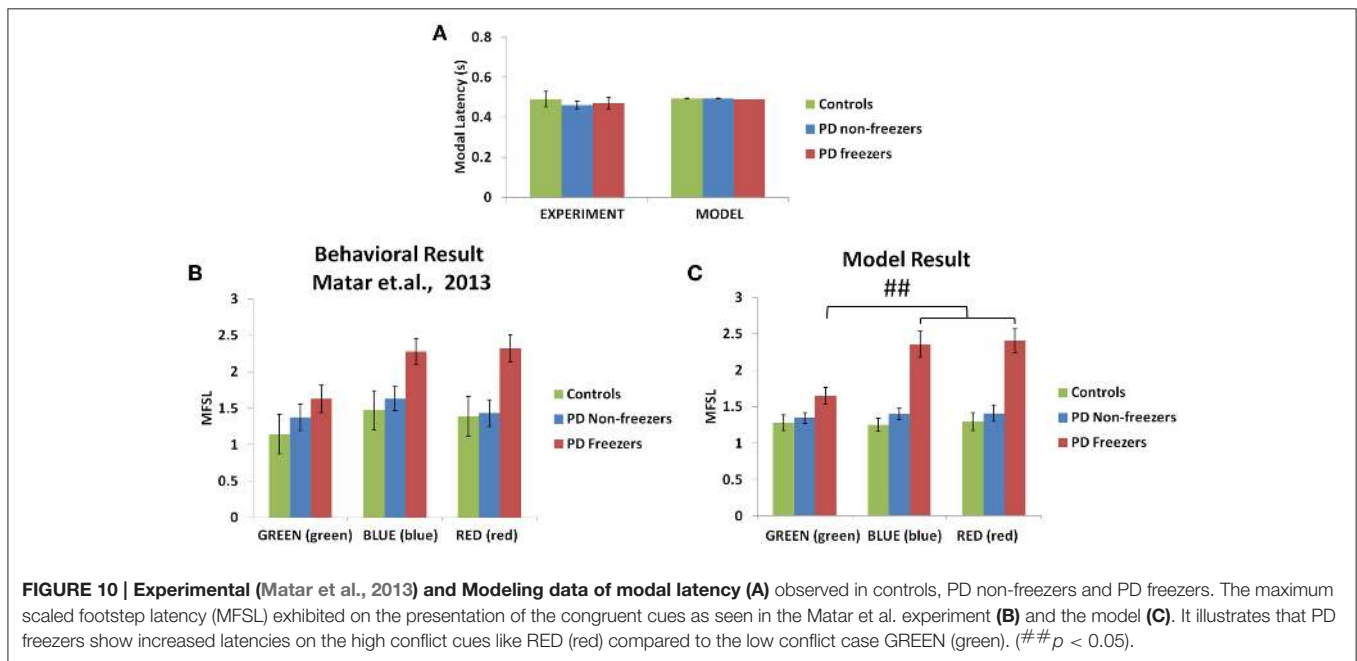 A
0.8
0.6
0.4
0.2
0
Modal Latency (s)
EXPERIMENT
MODEL
Controls
PD non-freezers
PD freezers
B
Behavioral Result
Matar et.al., 2013
3
2.5
2
1.5
1
0.5
0
MFSL
GREEN (green)
BLUE (blue)
RED (red)
Controls
PD Non-freezers
PD Freezers
C
Model Result
##
3
2.5
2
1.5
1
0.5
0
MFSL
GREEN (green)
BLUE (blue)
RED (red)
Controls
PD Non-freezers
PD Freezers
FIGURE 10 | Experimental (Matar et al., 2013) and Modeling data of modal latency (A) observed in controls, PD non-freezers and PD freezers. The maximum
scaled footstep latency (MFSL) exhibited on the presentation of the congruent cues as seen in the Matar et al. experiment (B) and the model (C). It illustrates that PD
freezers show increased latencies on the high conflict cues like RED (red) compared to the low conflict case GREEN (green). (##p < 0.05).